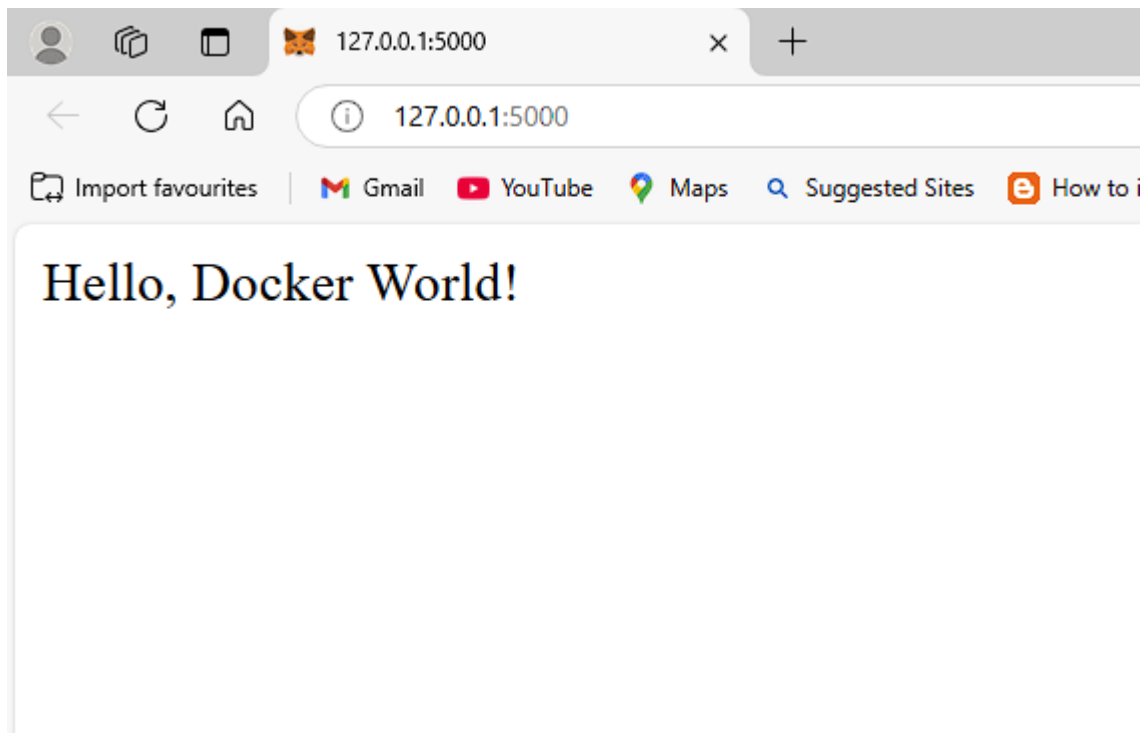 127.0.0.1:5000
127.0.0.1:5000
Import favourites Gmail YouTube Maps Suggested Sites How to i
Hello, Docker World!